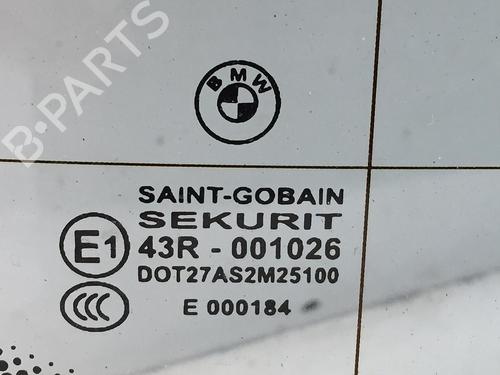 B-PARTS
BMW
SAINT-GOBAIN
SEKURIT
E1 43R - 001026
DOT27AS2M25100
CCC
E 000184